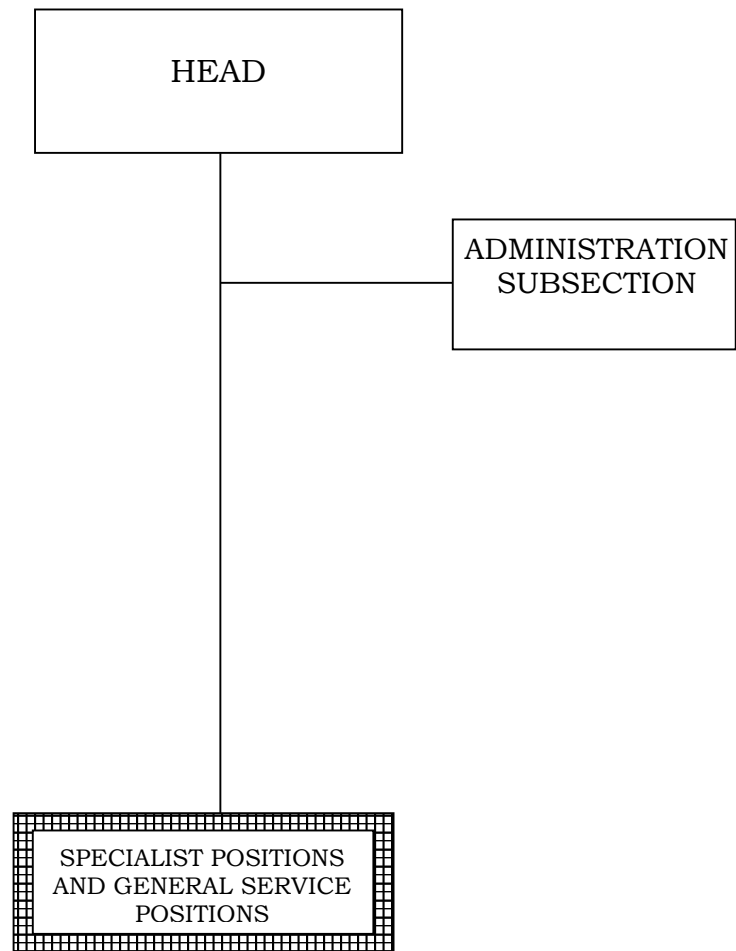 HEAD
ADMINISTRATION
SUBSECTION
SPECIALIST POSITIONS
AND GENERAL SERVICE
POSITIONS